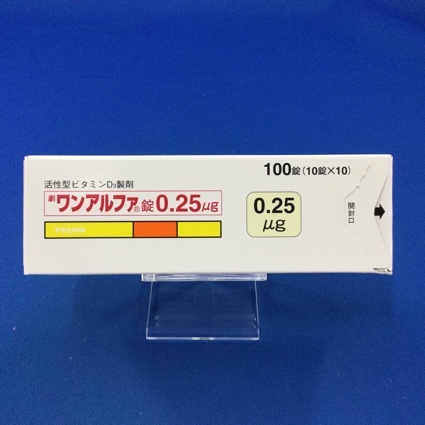 100錠(10錠×10)
活性型ビタミンD₃製剤
劇 ワンアルファ®錠0.25μg
0.25
μg
TEIJIN
開封口